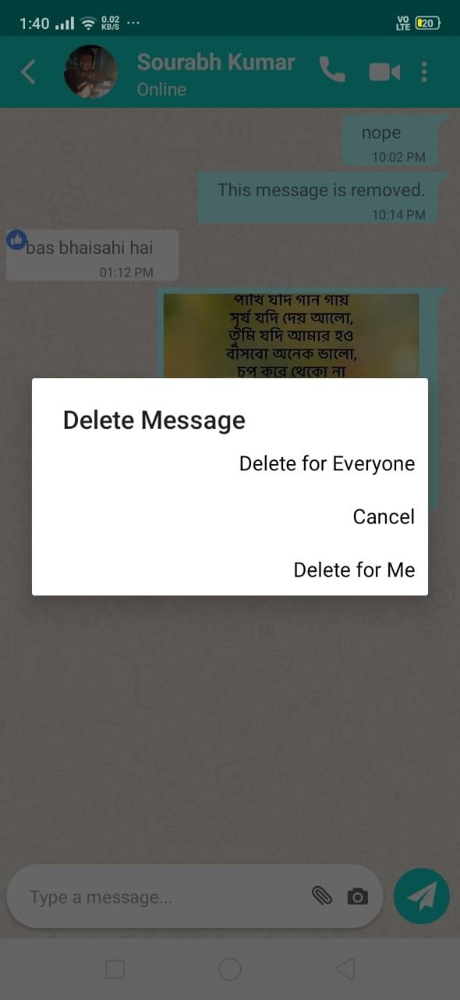 1:40 0.02 KB/S ... VO LTE 20
Sourabh Kumar
Online
nope
10:02 PM
This message is removed.
10:14 PM
bas bhaisahi hai
01:12 PM
পাখি যদি গান গায়
সূর্য যদি দেয় আলো,
তুমি যদি আমার হও
বাসবো অনেক ভালো,
চুপ করে থেকো না
Delete Message
Delete for Everyone
Cancel
Delete for Me
Type a message...